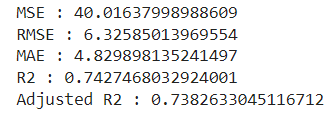 MSE : 40.01637998988609
RMSE : 6.32585013969554
MAE : 4.829898135241497
R2 : 0.7427468032924001
Adjusted R2 : 0.7382633045116712